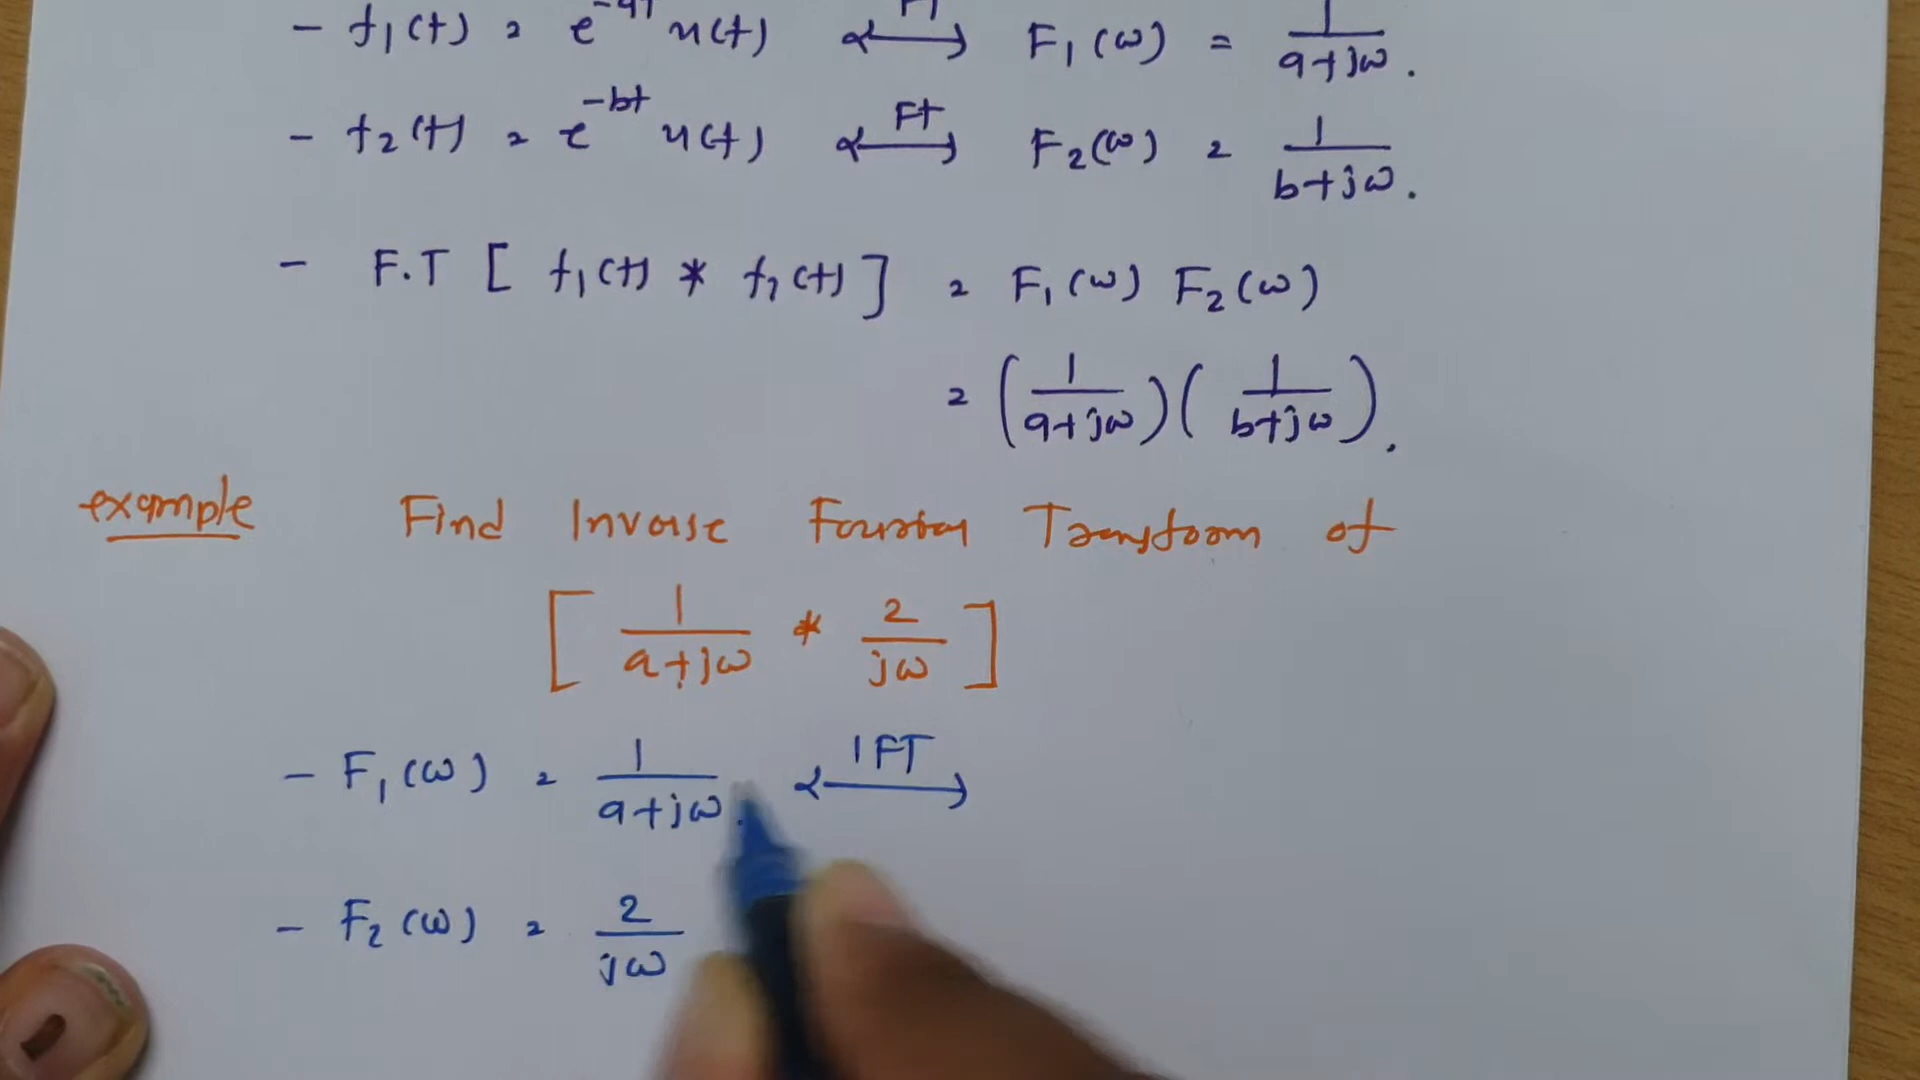 - f₁(t) = e^-at u(t) ↔ FT F₁(ω) = 1/(a+jω).
- f₂(t) = e^-bt u(t) ↔ FT F₂(ω) = 1/(b+jω).
- F.T [ f₁(t) * f₂(t) ] = F₁(ω) F₂(ω)
= (1/(a+jω)) (1/(b+jω)).
example Find Inverse Fourier Transform of
[ 1/(a+jω) * 2/(jω) ]
- F₁(ω) = 1/(a+jω). ↔ IFT
- F₂(ω) = 2/(jω)